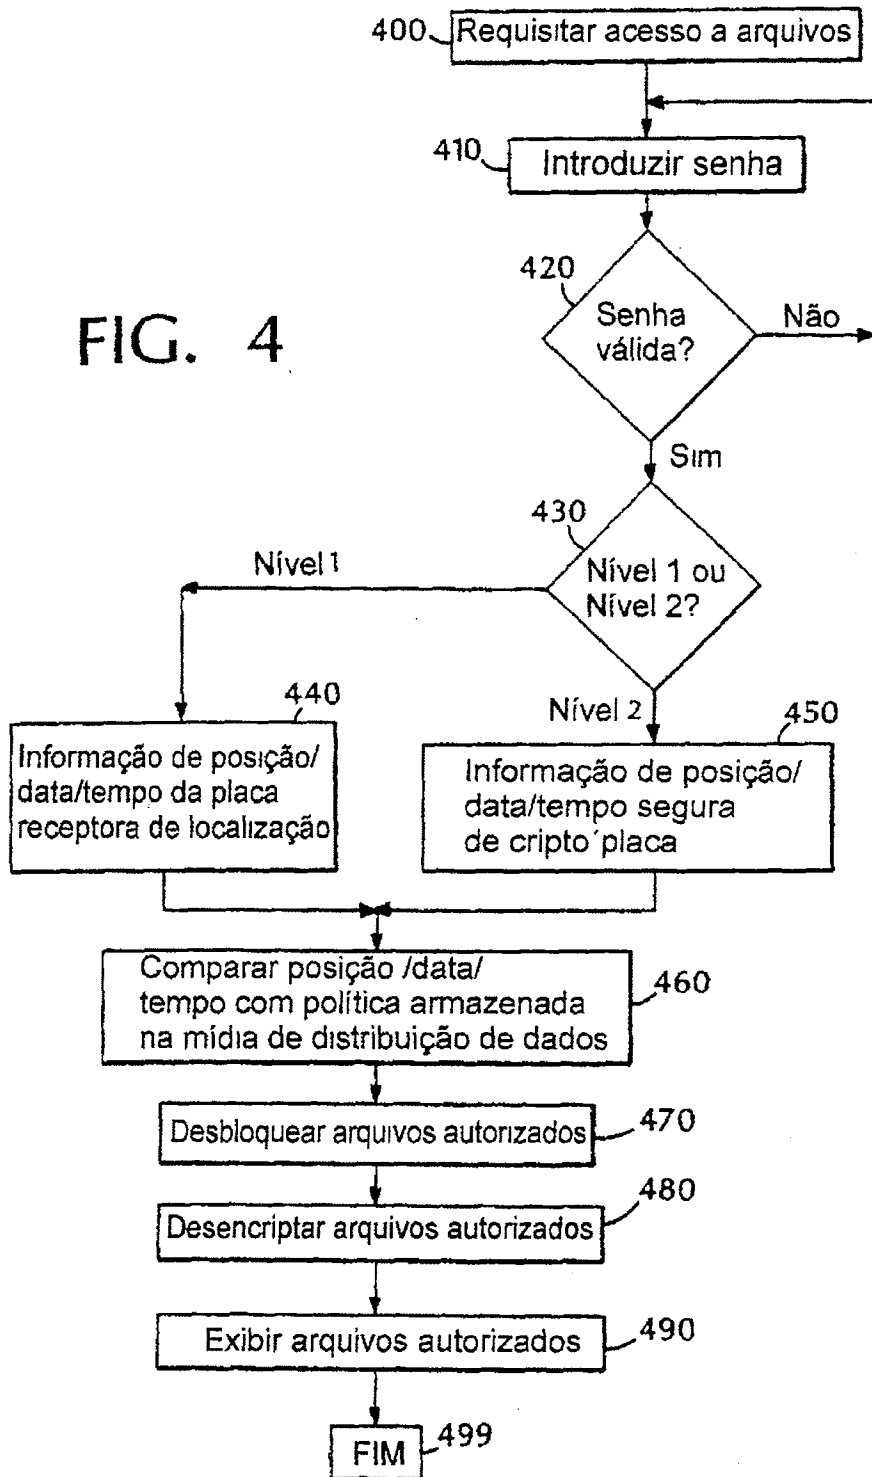 400 Requisitar acesso a arquivos
410 Introduzir senha
420
Senha
válida?
Não
FIG. 4
Sim
430
Nível 1
Nível 1 ou
Nível 2?
440
Nível 2
450
Informação de posição/
data/tempo da placa
receptora de localização
Informação de posição/
data/tempo segura
de cripto´placa
Comparar posição /data/
tempo com política armazenada
na mídia de distribuição de dados
460
Desbloquear arquivos autorizados
470
Desencriptar arquivos autorizados
480
Exibir arquivos autorizados
490
FIM
499